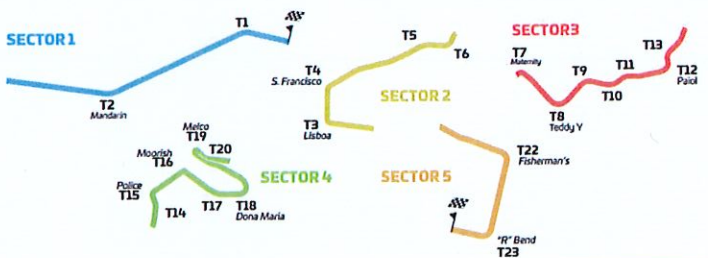 SECTOR 1
T1
T2
Mandarin
T3
Lisboa
T4
S. Francisco
T5
T6
SECTOR 2
SECTOR 3
T7
Maternity
T8
Teddy Y
T9
T10
T11
T12
Paiol
T13
SECTOR 4
T14
Police
T15
Moorish
T16
T17
T18
Dona Maria
Melco
T19
T20
SECTOR 5
T22
Fisherman's
"R" Bend
T23